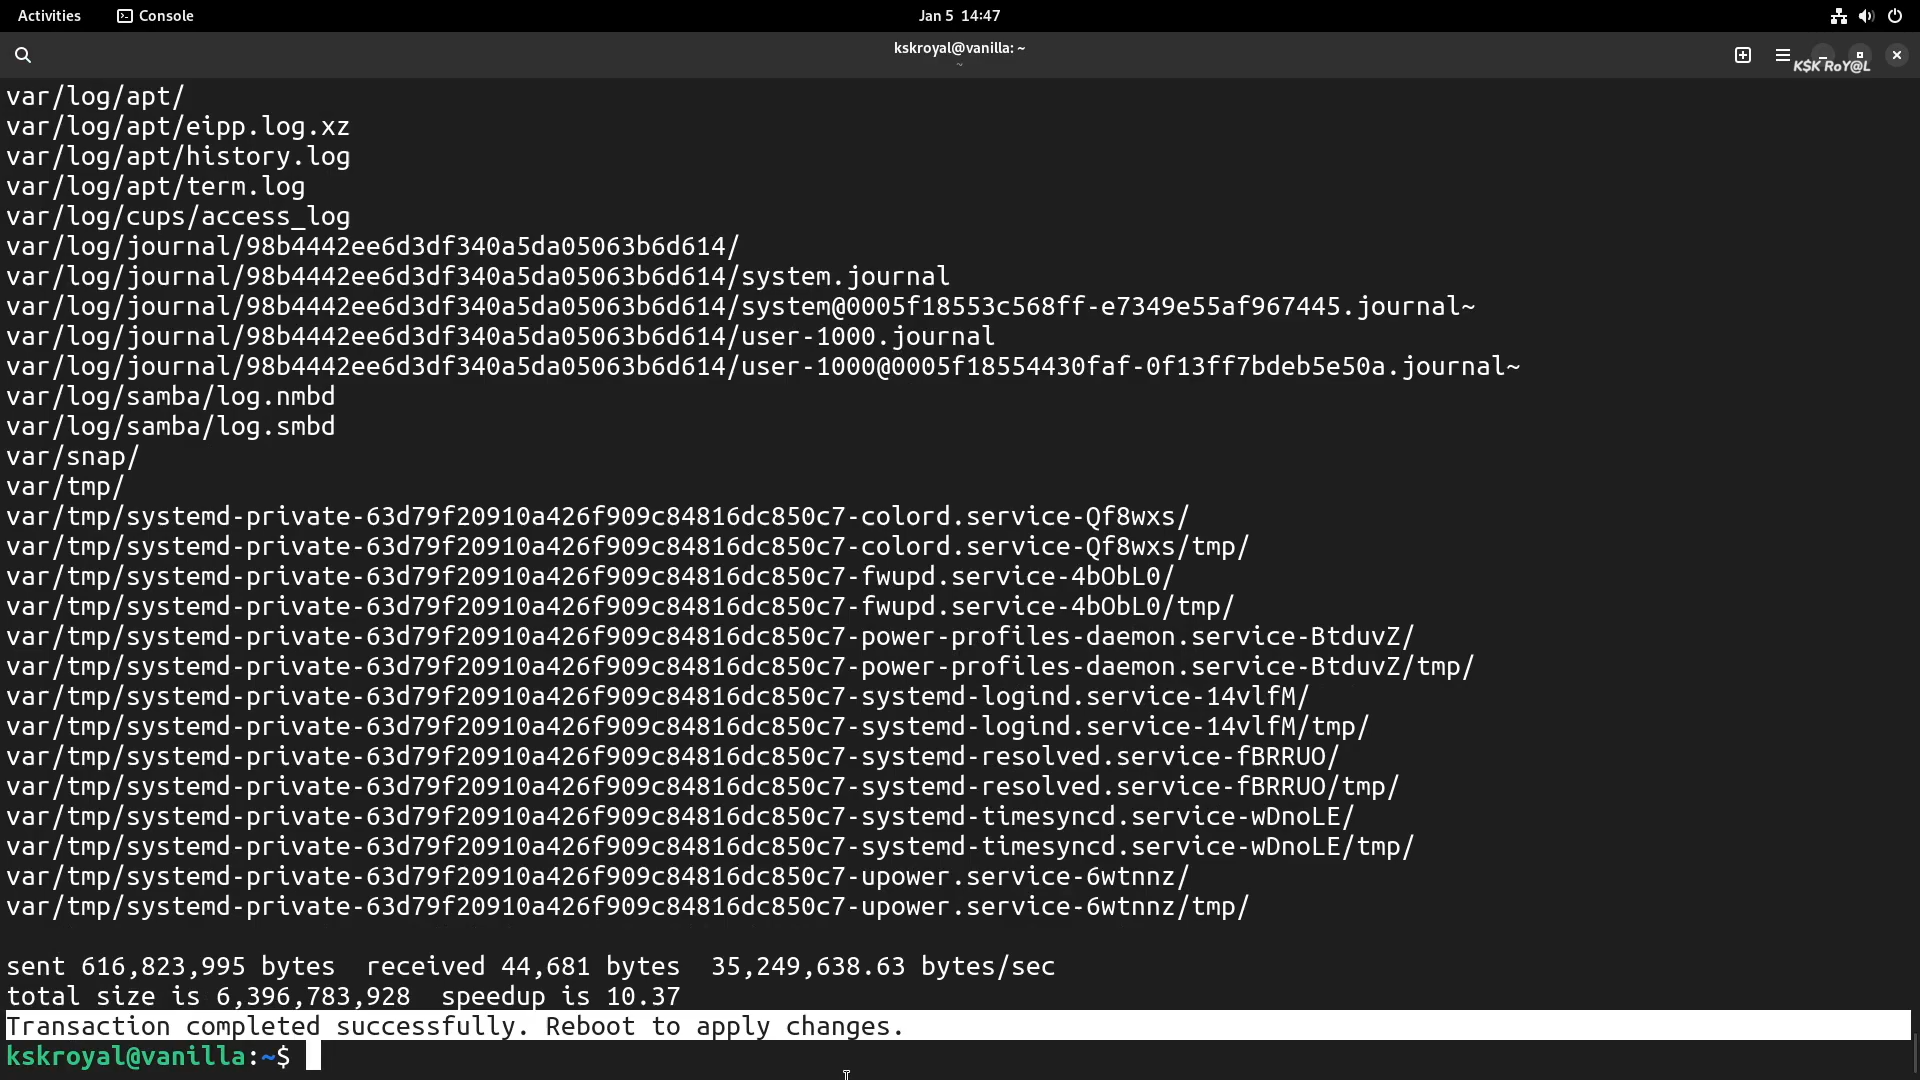 Activities
Console
Jan 5 14:47
kskroyal@vanilla: ~
~
K$K RoY@L
var/log/apt/
var/log/apt/eipp.log.xz
var/log/apt/history.log
var/log/apt/term.log
var/log/cups/access_log
var/log/journal/98b4442ee6d3df340a5da05063b6d614/
var/log/journal/98b4442ee6d3df340a5da05063b6d614/system.journal
var/log/journal/98b4442ee6d3df340a5da05063b6d614/system@0005f18553c568ff-e7349e55af967445.journal~
var/log/journal/98b4442ee6d3df340a5da05063b6d614/user-1000.journal
var/log/journal/98b4442ee6d3df340a5da05063b6d614/user-1000@0005f18554430faf-0f13ff7bdeb5e50a.journal~
var/log/samba/log.nmbd
var/log/samba/log.smbd
var/snap/
var/tmp/
var/tmp/systemd-private-63d79f20910a426f909c84816dc850c7-colord.service-Qf8wxs/
var/tmp/systemd-private-63d79f20910a426f909c84816dc850c7-colord.service-Qf8wxs/tmp/
var/tmp/systemd-private-63d79f20910a426f909c84816dc850c7-fwupd.service-4bObL0/
var/tmp/systemd-private-63d79f20910a426f909c84816dc850c7-fwupd.service-4bObL0/tmp/
var/tmp/systemd-private-63d79f20910a426f909c84816dc850c7-power-profiles-daemon.service-BtduvZ/
var/tmp/systemd-private-63d79f20910a426f909c84816dc850c7-power-profiles-daemon.service-BtduvZ/tmp/
var/tmp/systemd-private-63d79f20910a426f909c84816dc850c7-systemd-logind.service-14vlfM/
var/tmp/systemd-private-63d79f20910a426f909c84816dc850c7-systemd-logind.service-14vlfM/tmp/
var/tmp/systemd-private-63d79f20910a426f909c84816dc850c7-systemd-resolved.service-fBRRUO/
var/tmp/systemd-private-63d79f20910a426f909c84816dc850c7-systemd-resolved.service-fBRRUO/tmp/
var/tmp/systemd-private-63d79f20910a426f909c84816dc850c7-systemd-timesyncd.service-wDnoLE/
var/tmp/systemd-private-63d79f20910a426f909c84816dc850c7-systemd-timesyncd.service-wDnoLE/tmp/
var/tmp/systemd-private-63d79f20910a426f909c84816dc850c7-upower.service-6wtnnz/
var/tmp/systemd-private-63d79f20910a426f909c84816dc850c7-upower.service-6wtnnz/tmp/
sent 616,823,995 bytes  received 44,681 bytes  35,249,638.63 bytes/sec
total size is 6,396,783,928  speedup is 10.37
Transaction completed successfully. Reboot to apply changes.
kskroyal@vanilla:~$